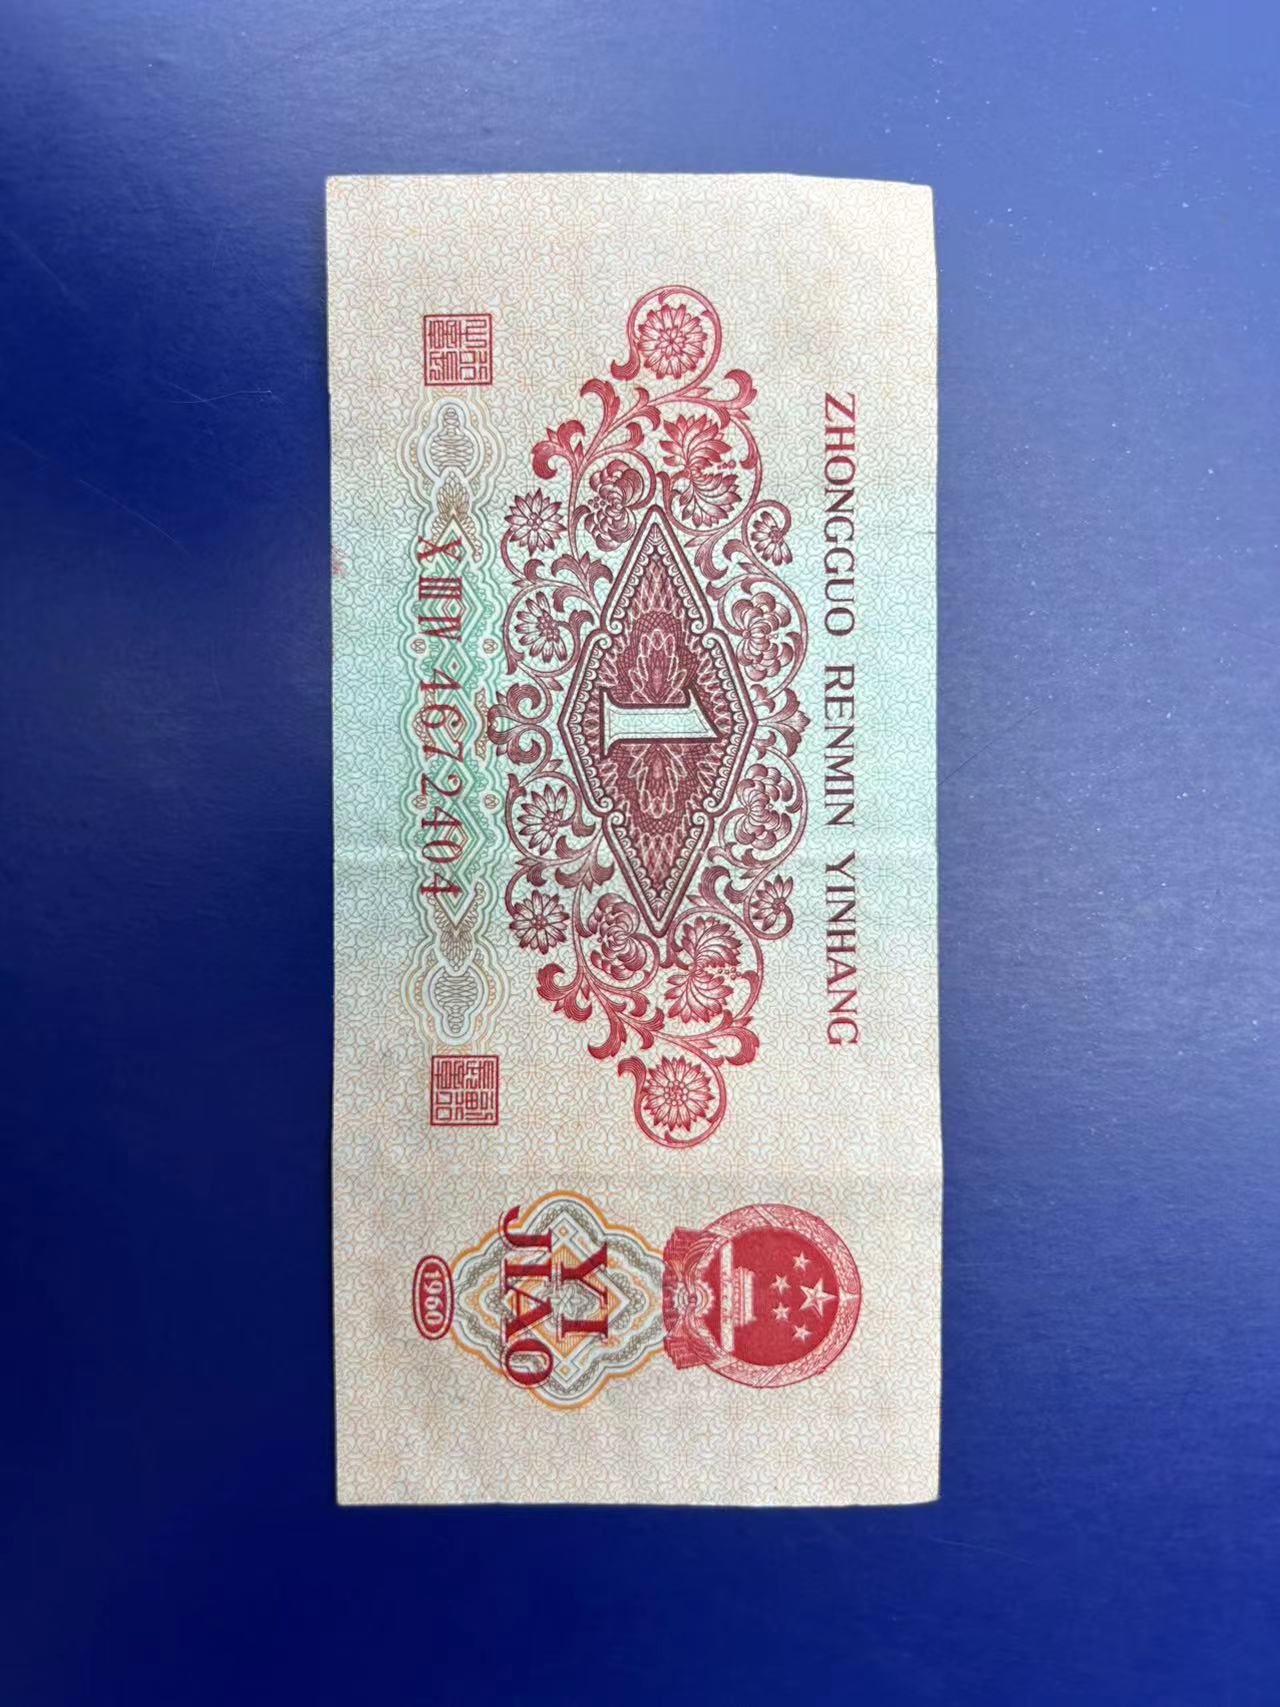 ZHONGGUO RENMIN YINHANG
1
X III IV 4672404
YI
JIAO
1960